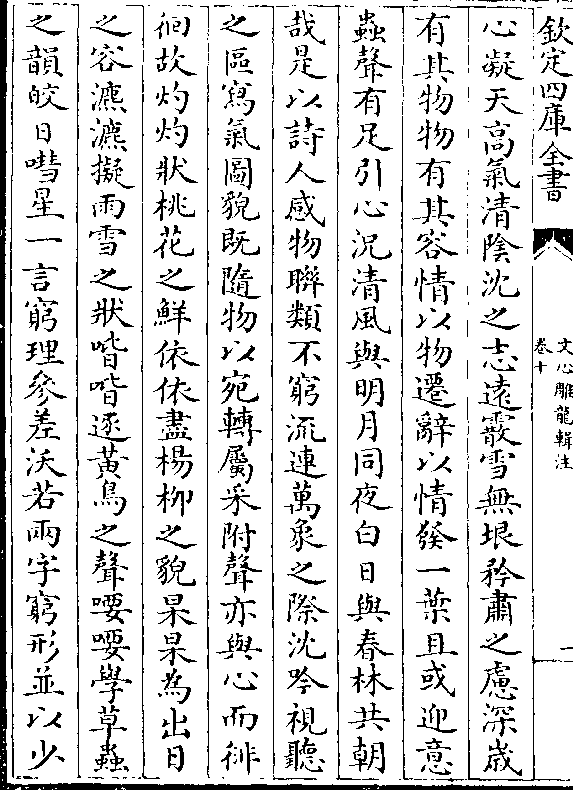 欽定四庫全書
文心雕龍輯注
卷十
一
心凝天高氣清陰沈之志遠霰雪無垠矜肅之慮深歲
有其物物有其容情以物遷辭以情發一葉且或迎意
蟲聲有足引心況清風與明月同夜白日與春林共朝
哉是以詩人感物聯類不窮流連萬象之際沈吟視聽
之區寫氣圖貌既隨物以宛轉屬采附聲亦與心而徘
徊故灼灼狀桃花之鮮依依盡楊柳之貌杲杲為出日
之容瀌瀌擬雨雪之狀喈喈逐黃鳥之聲喓喓學草蟲
之韻皎日嘒星一言窮理參差沃若兩字窮形並以少